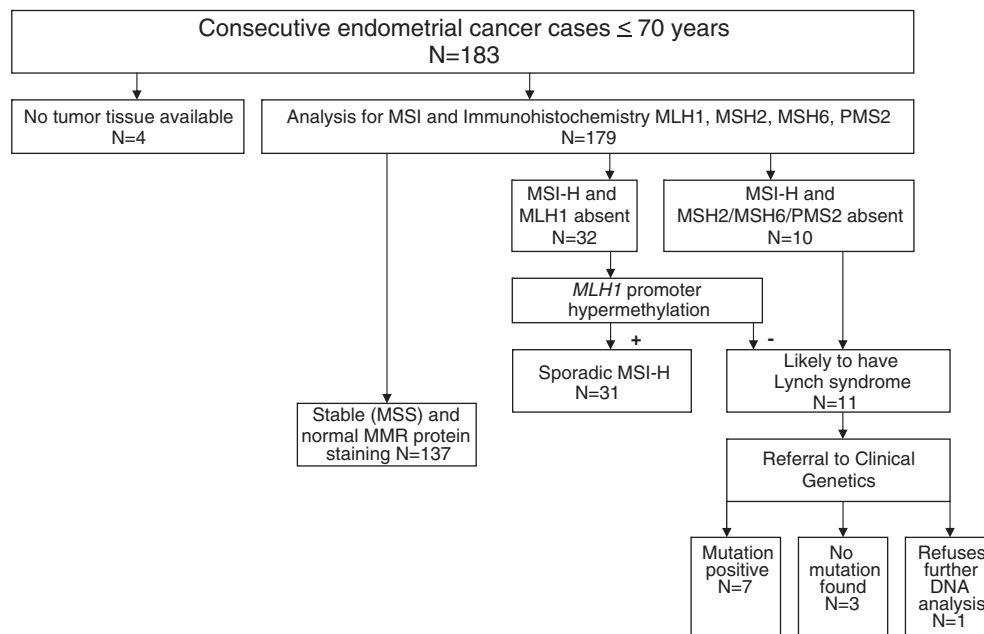 Consecutive endometrial cancer cases ≤ 70 years
N=183
No tumor tissue available
N=4
Analysis for MSI and Immunohistochemistry MLH1, MSH2, MSH6, PMS2
N=179
MSI-H and
MLH1 absent
N=32
MSI-H and
MSH2/MSH6/PMS2 absent
N=10
MLH1 promoter
hypermethylation
+
-
Sporadic MSI-H
N=31
Likely to have
Lynch syndrome
N=11
Stable (MSS) and
normal MMR protein
staining N=137
Referral to Clinical
Genetics
Mutation
positive
N=7
No
mutation
found
N=3
Refuses
further
DNA
analysis
N=1